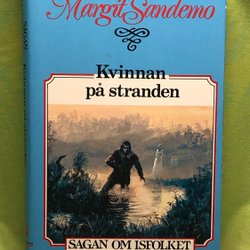 Margit Sandemo
Kvinnan
på stranden
SAGAN OM ISFOLKET